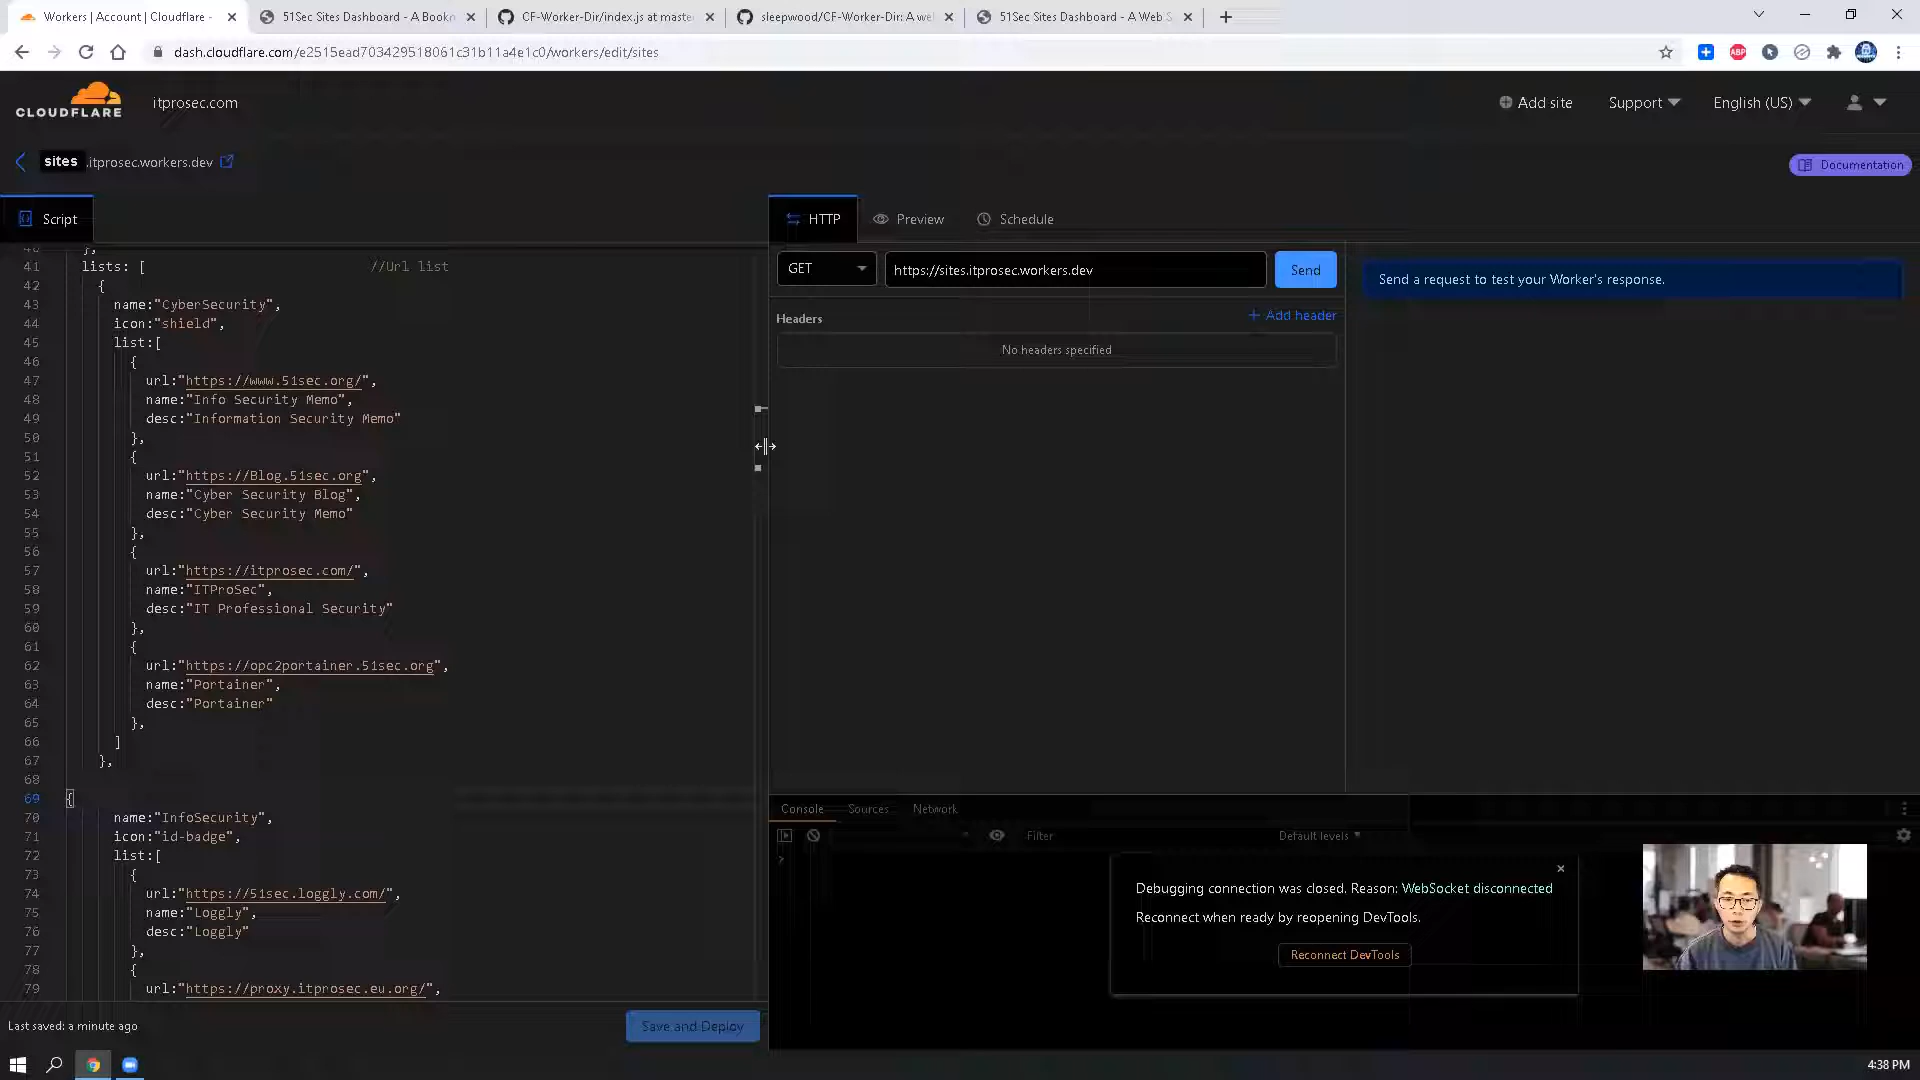 Workers | Account | Cloudflare -
51Sec Sites Dashboard - A Bookm
CF-Worker-Dir/index.js at maste
sleepwood/CF-Worker-Dir: A we
51Sec Sites Dashboard - A Web S
dash.cloudflare.com/e2515ead703429518061c31b11a4e1c0/workers/edit/sites
ABP
CLOUDFLARE
itprosec.com
Add site
Support
English (US)
sites.itprosec.workers.dev
Documentation
Script
HTTP
Preview
Schedule
40 },
41 lists: [ //Url list
42 {
43 name:"CyberSecurity",
44 icon:"shield",
45 list:[
46 {
47 url:"https://www.51sec.org/",
48 name:"Info Security Memo",
49 desc:"Information Security Memo"
50 },
51 {
52 url:"https://Blog.51sec.org",
53 name:"Cyber Security Blog",
54 desc:"Cyber Security Memo"
55 },
56 {
57 url:"https://itprosec.com/",
58 name:"ITProSec",
59 desc:"IT Professional Security"
60 },
61 {
62 url:"https://opc2portainer.51sec.org",
63 name:"Portainer",
64 desc:"Portainer"
65 },
66 ]
67 },
68
69 {
70 name:"InfoSecurity",
71 icon:"id-badge",
72 list:[
73 {
74 url:"https://51sec.loggly.com/",
75 name:"Loggly",
76 desc:"Loggly"
77 },
78 {
79 url:"https://proxy.itprosec.eu.org/",
Last saved: a minute ago
Save and Deploy
GET
https://sites.itprosec.workers.dev
Send
Headers
+ Add header
No headers specified
Send a request to test your Worker's response.
Console
Sources
Network
Filter
Default levels
Debugging connection was closed. Reason: WebSocket disconnected
Reconnect when ready by reopening DevTools.
Reconnect DevTools
4:38 PM